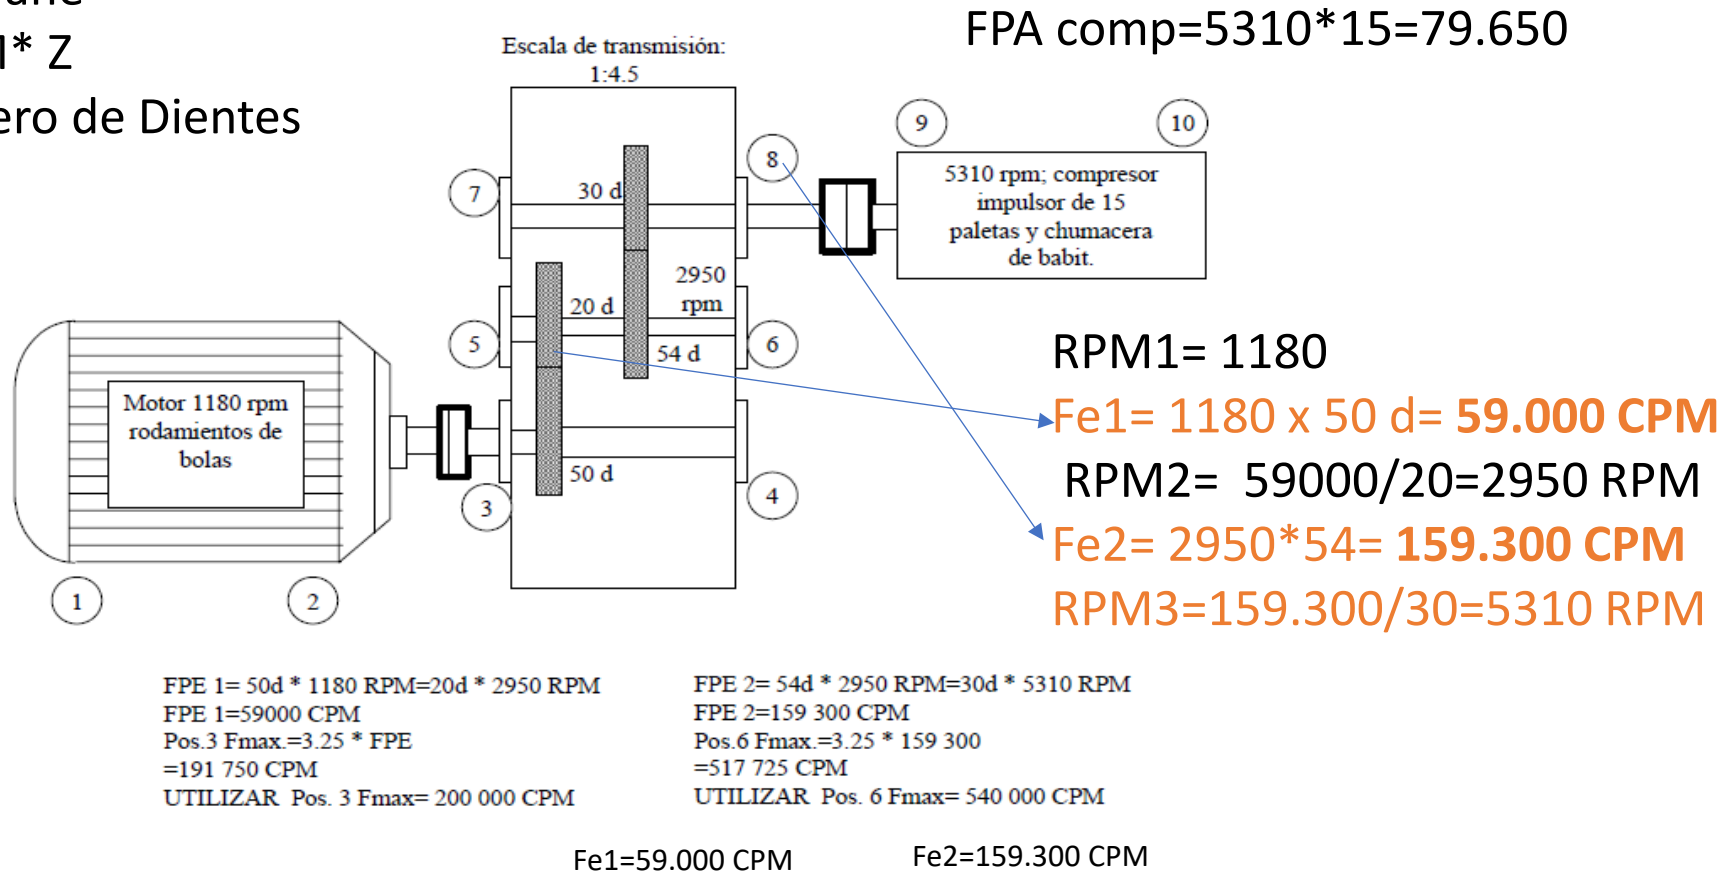 * Z
ero de Dientes
FPA comp=5310*15=79.650
Escala de transmisión:
1:4.5
9
10
8
7
30 d
5310 rpm; compresor
impulsor de 15
paletas y chumacera
de babit.
2950
rpm
20 d
5
6
54 d
RPM1= 1180
Fe1= 1180 x 50 d= 59.000 CPM
RPM2= 59000/20=2950 RPM
Fe2= 2950*54= 159.300 CPM
RPM3=159.300/30=5310 RPM
Motor 1180 rpm
rodamientos de
bolas
50 d
3
4
1
2
FPE 1= 50d * 1180 RPM=20d * 2950 RPM
FPE 1=59000 CPM
Pos.3 Fmax.=3.25 * FPE
=191 750 CPM
UTILIZAR Pos. 3 Fmax= 200 000 CPM
FPE 2= 54d * 2950 RPM=30d * 5310 RPM
FPE 2=159 300 CPM
Pos.6 Fmax.=3.25 * 159 300
=517 725 CPM
UTILIZAR Pos. 6 Fmax= 540 000 CPM
Fe1=59.000 CPM
Fe2=159.300 CPM